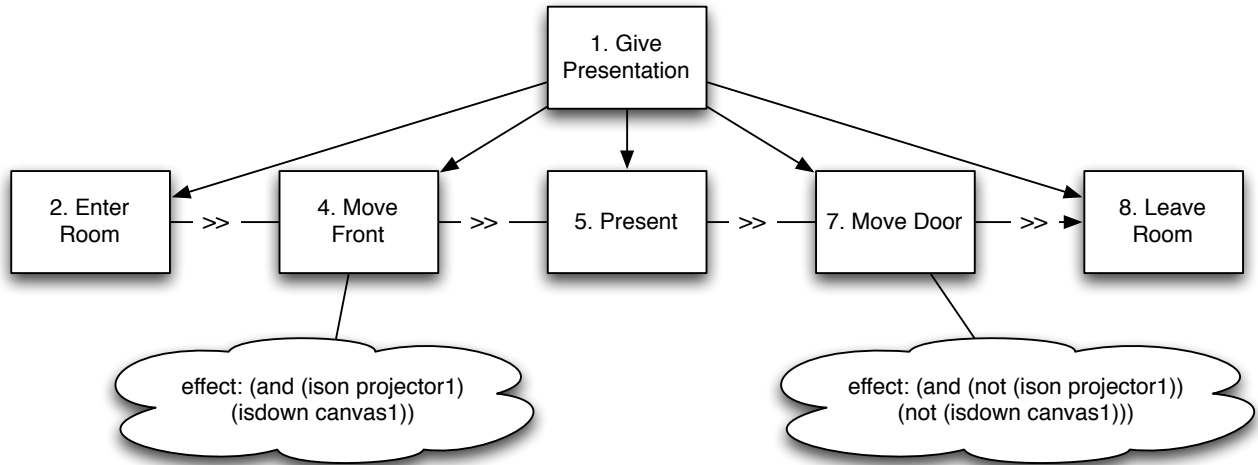 1. Give
Presentation
2. Enter
Room
>>
4. Move
Front
>>
5. Present
>>
7. Move Door
>>
8. Leave
Room
effect: (and (ison projector1)
(isdown canvas1))
effect: (and (not (ison projector1))
(not (isdown canvas1)))